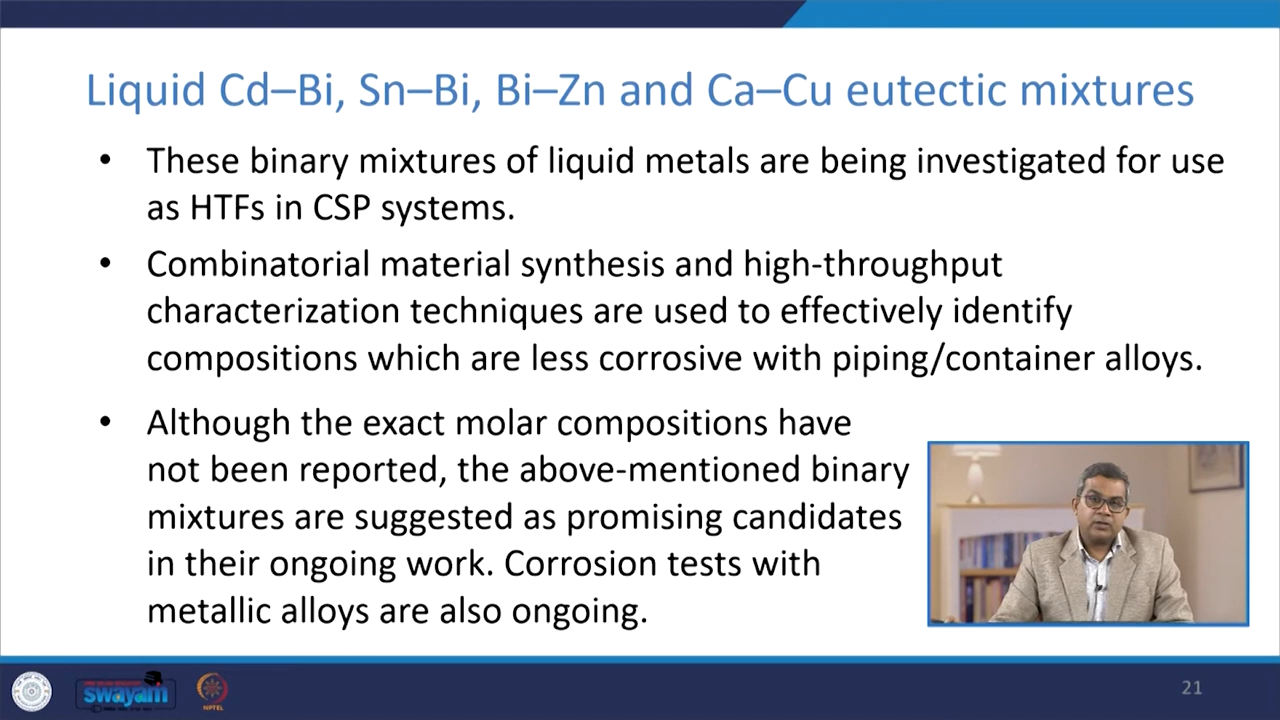 Liquid Cd–Bi, Sn–Bi, Bi–Zn and Ca–Cu eutectic mixtures
• These binary mixtures of liquid metals are being investigated for use
as HTFs in CSP systems.
• Combinatorial material synthesis and high-throughput
characterization techniques are used to effectively identify
compositions which are less corrosive with piping/container alloys.
• Although the exact molar compositions have
not been reported, the above-mentioned binary
mixtures are suggested as promising candidates
in their ongoing work. Corrosion tests with
metallic alloys are also ongoing.
swayam
NPTEL
21